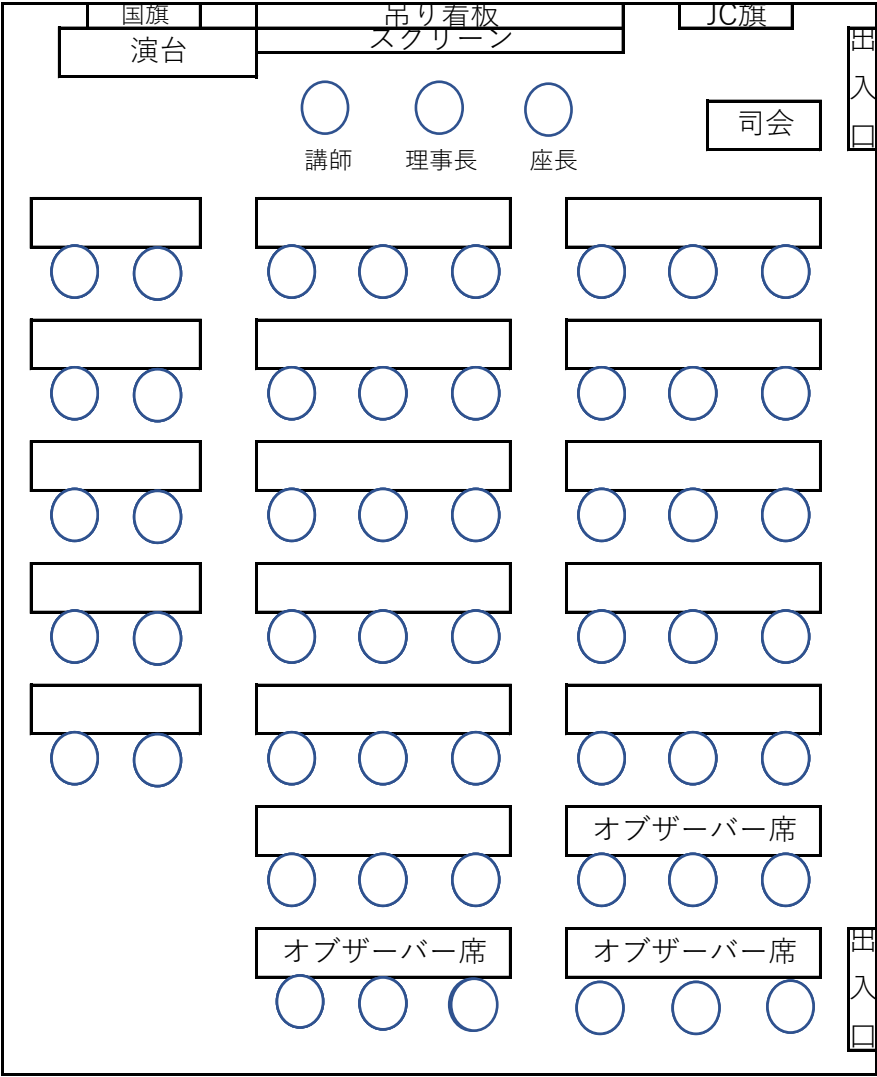 国旗
吊り看板
JC旗
スクリーン
演台
出入口
司会
講師
理事長
座長
オブザーバー席
オブザーバー席
オブザーバー席
出入口